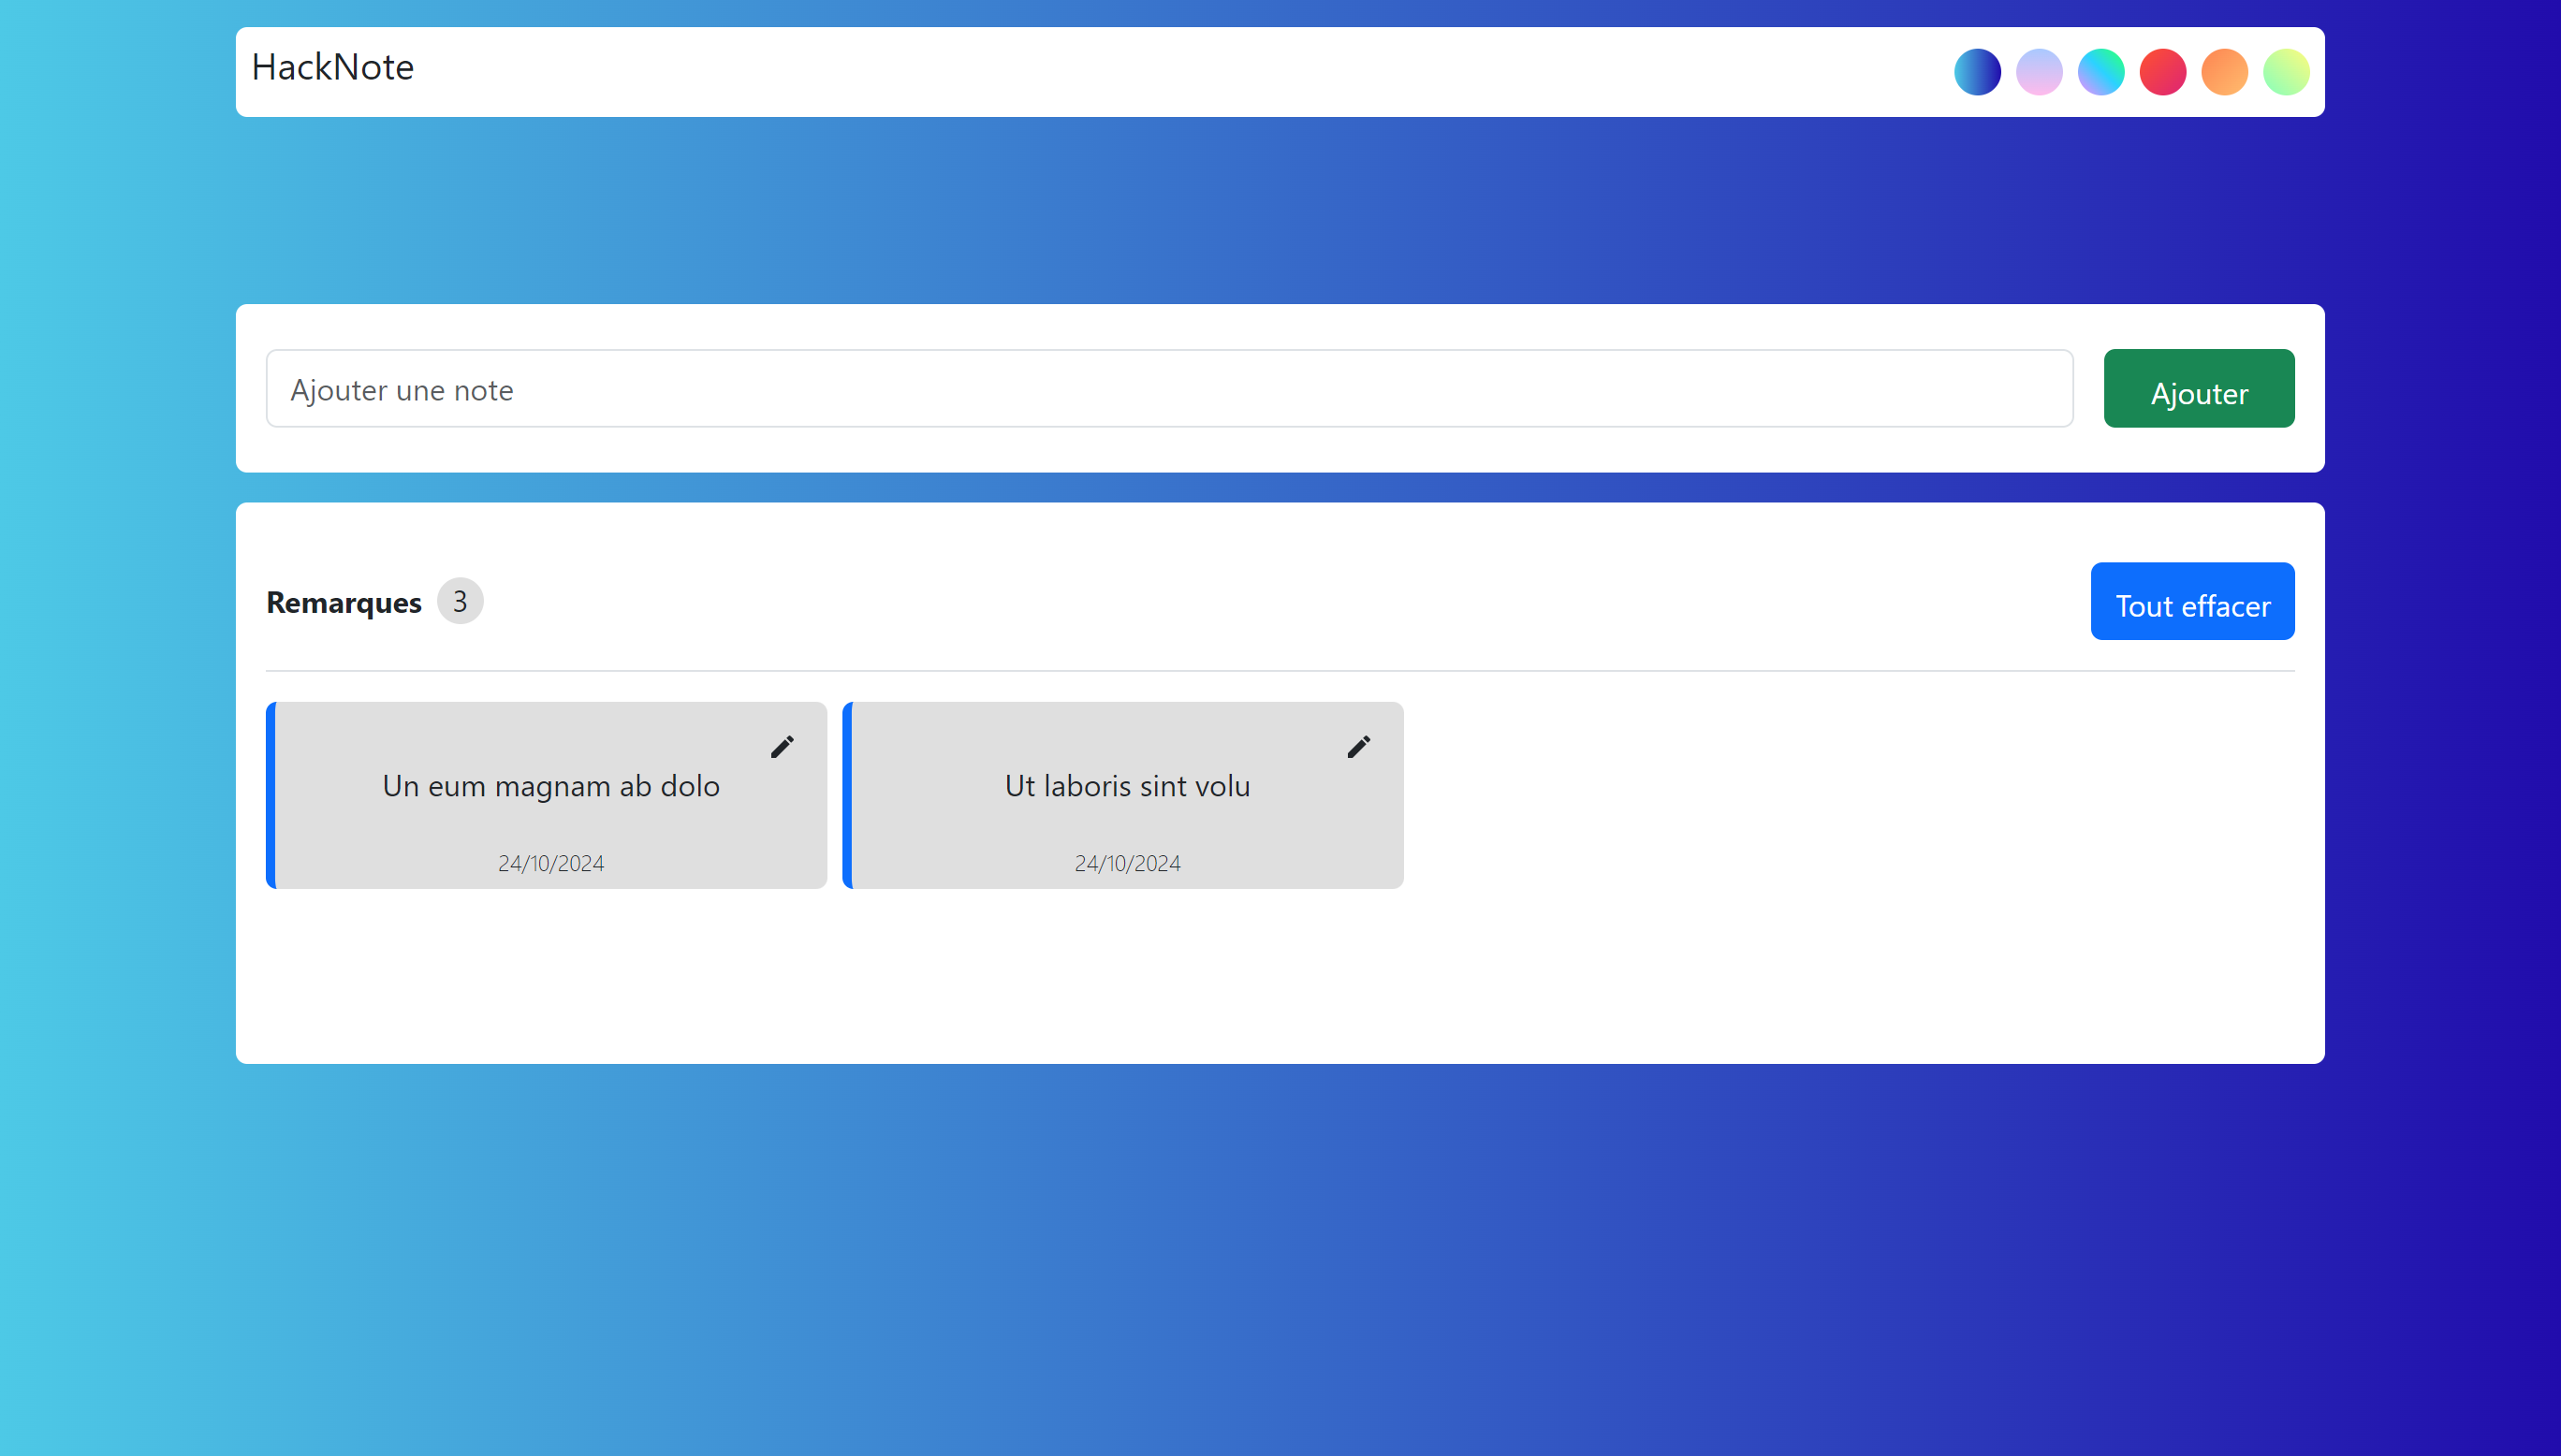 HackNote
Ajouter une note
Ajouter
Remarques 3
Tout effacer
Un eum magnam ab dolo
24/10/2024
Ut laboris sint volu
24/10/2024